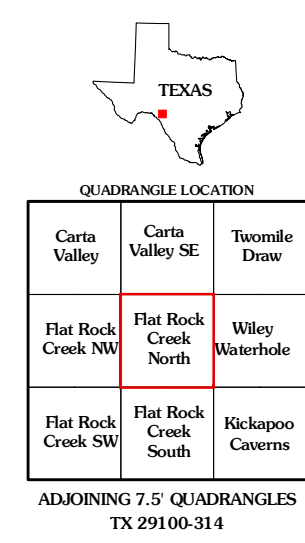 TEXAS
QUADRANGLE LOCATION
Carta
Valley
Carta
Valley SE
Twomile
Draw
Flat Rock
Creek NW
Flat Rock
Creek
North
Wiley
Waterhole
Flat Rock
Creek SW
Flat Rock
Creek
South
Kickapoo
Caverns
ADJOINING 7.5' QUADRANGLES
TX 29100-314